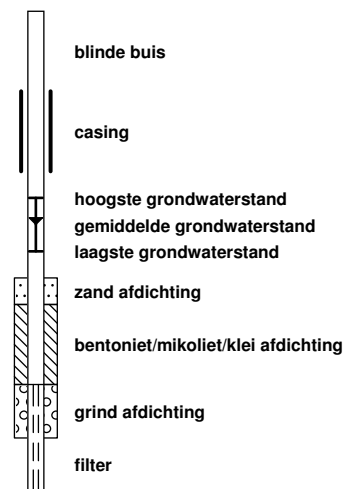 blinde buis
casing
hoogste grondwaterstand
gemiddelde grondwaterstand
laagste grondwaterstand
zand afdichting
bentoniet/mikoliet/klei afdichting
grind afdichting
filter